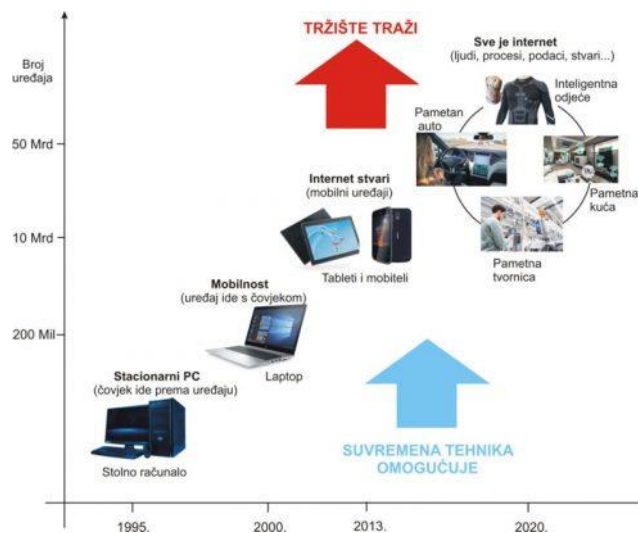 TRŽIŠTE TRAŽI
Sve je internet
(ljudi, procesi, podaci, stvari...)
Broj
uređaja
Inteligentna
odjeće
Pametan
auto
50 Mrd
Internet stvari
(mobilni uređaji)
Pametna
kuća
10 Mrd
Pametna
tvornica
Tableti i mobiteli
Mobilnost
(uređaj ide s čovjekom)
200 Mil
Laptop
Stacionarni PC
(čovjek ide prema uređaju)
Stolno računalo
SUVREMENA TEHNIKA
OMOGUĆUJE
1995.
2000.
2013.
2020.